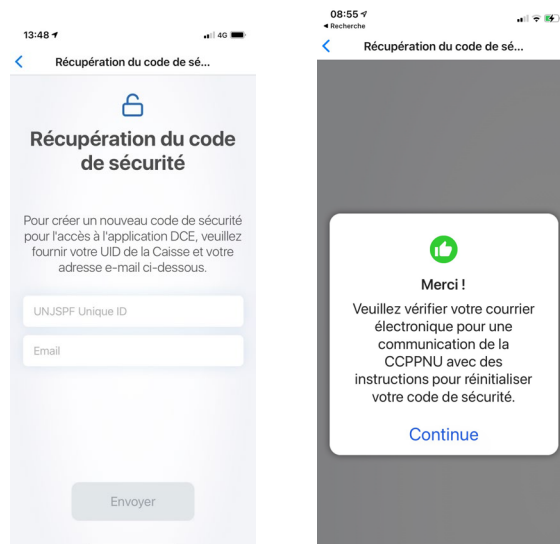 13:48
4G
Récupération du code de sé...
Récupération du code
de sécurité
Pour créer un nouveau code de sécurité
pour l'accès à l'application DCE, veuillez
fournir votre UID de la Caisse et votre
adresse e-mail ci-dessous.
UNJSPF Unique ID
Email
Envoyer
08:55
Recherche
Récupération du code de sé...
Merci !
Veuillez vérifier votre courrier
électronique pour une
communication de la
CCPPNU avec des
instructions pour réinitialiser
votre code de sécurité.
Continue